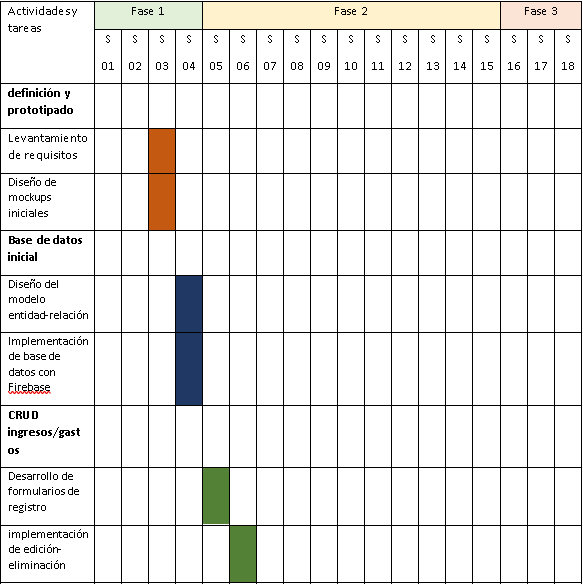 Actividades y
tareas
Fase 1
Fase 2
Fase 3
S
01
S
02
S
03
S
04
S
05
S
06
S
07
S
08
S
09
S
10
S
11
S
12
S
13
S
14
S
15
S
16
S
17
S
18
definición y
prototipado
Levantamiento
de requisitos
Diseño de
mockups
iniciales
Base de datos
inicial
Diseño del
modelo
entidad-relación
Implementación
de base de
datos con
Firebase
CRUD
ingresos/gast
os
Desarrollo de
formularios de
registro
implementación
de edición-
eliminación